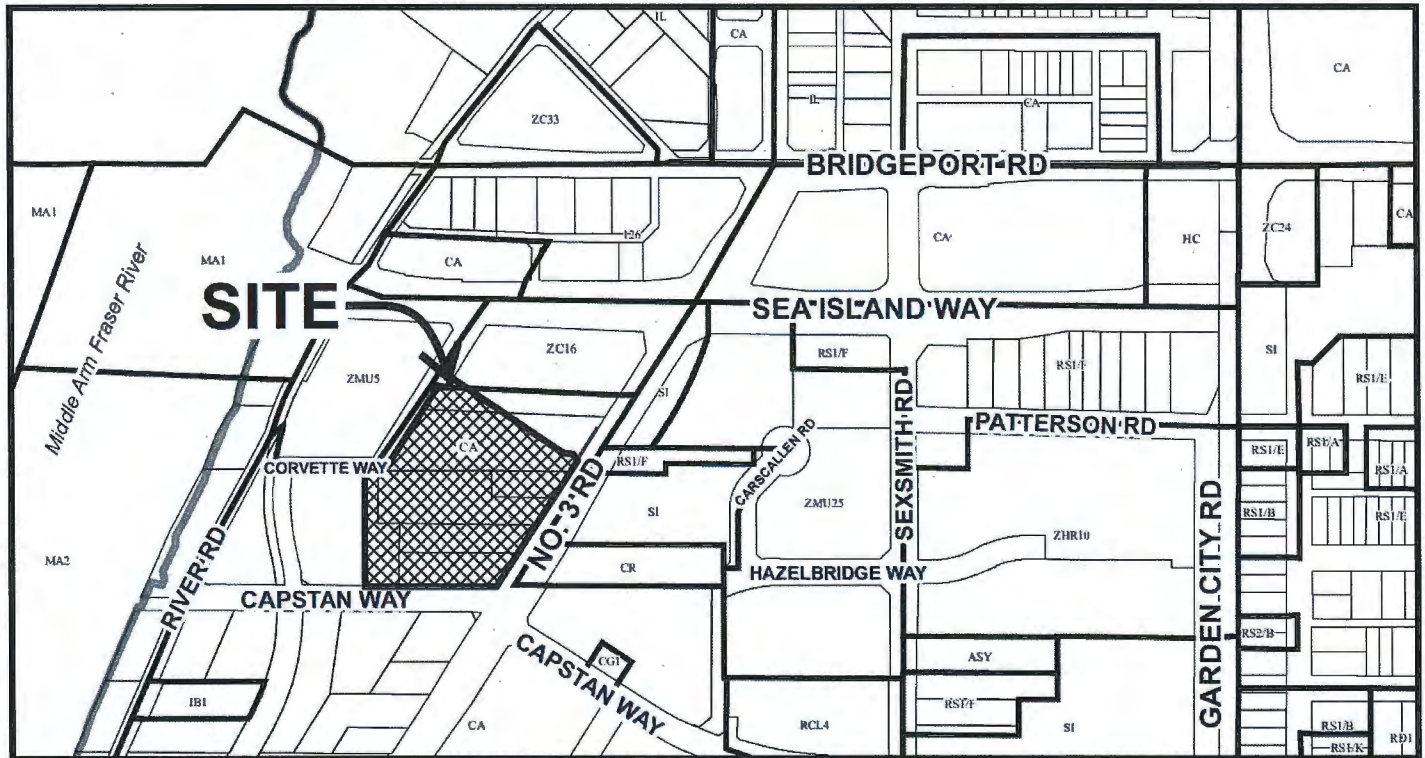 IL
CA
CA
ZC33
IL
CA
BRIDGEPORT RD
MA1
MA1
126
CA
CA
HC
ZC24
CA
Middle Arm Fraser River
SITE
SEA ISLAND WAY
ZC16
ZMU5
SI
RS1/F
RS1/F
SI
RS1/E
CA
SEXSMITH RD
PATTERSON RD
RS1/E
RS1/A
CORVETTE WAY
NO. 3 RD
RS1/F
CARSCALLEN RD
RS1/A
ZMU25
SI
RS1/B
RS1/E
ZHR10
MA2
RIVER RD
CR
HAZELBRIDGE WAY
GARDEN CITY RD
CAPSTAN WAY
RS2/B
CG1
CAPSTAN WAY
ASY
IB1
RS1/F
CA
RCL4
SI
RS1/B
RD1
RS1/K